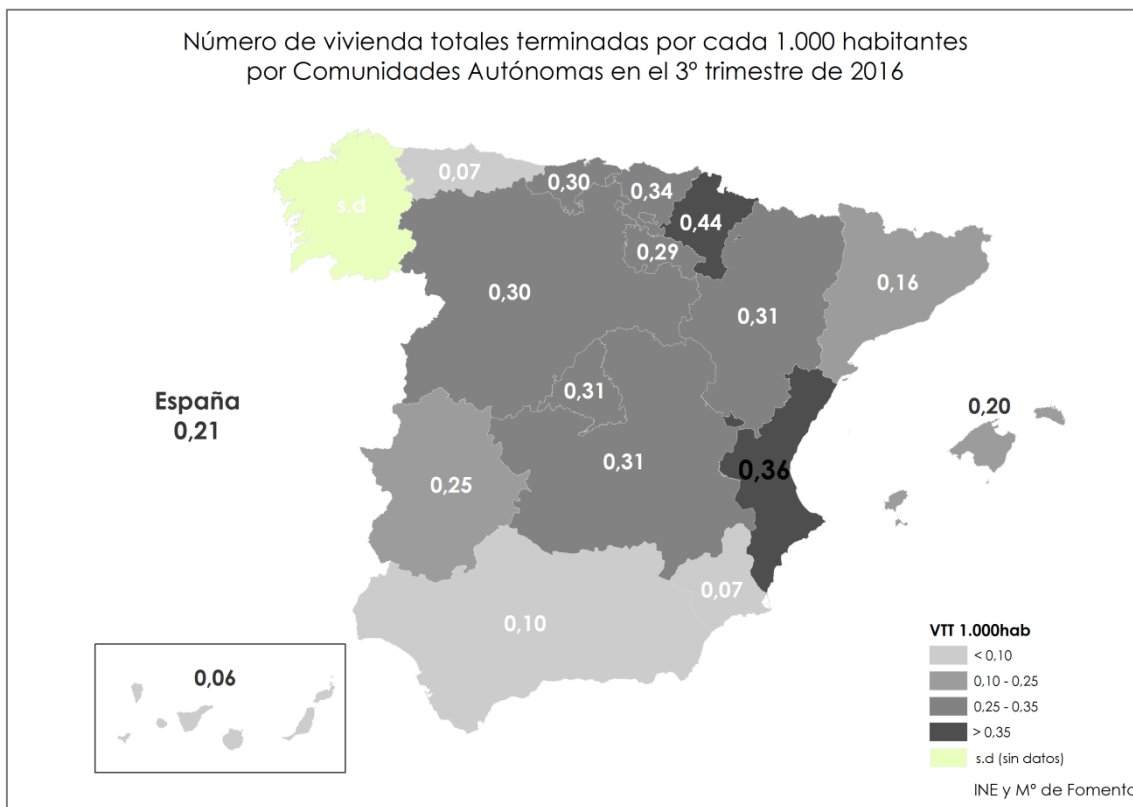 Número de vivienda totales terminadas por cada 1.000 habitantes
por Comunidades Autónomas en el 3º trimestre de 2016
0,07
0,30
0,34
s.d
0,44
0,29
0,16
0,30
0,31
0,31
España
0,21
0,20
0,31
0,36
0,25
0,07
0,10
0,06
VTT 1.000hab
< 0,10
0,10 - 0,25
0,25 - 0,35
> 0,35
s.d (sin datos)
INE y Mº de Fomento